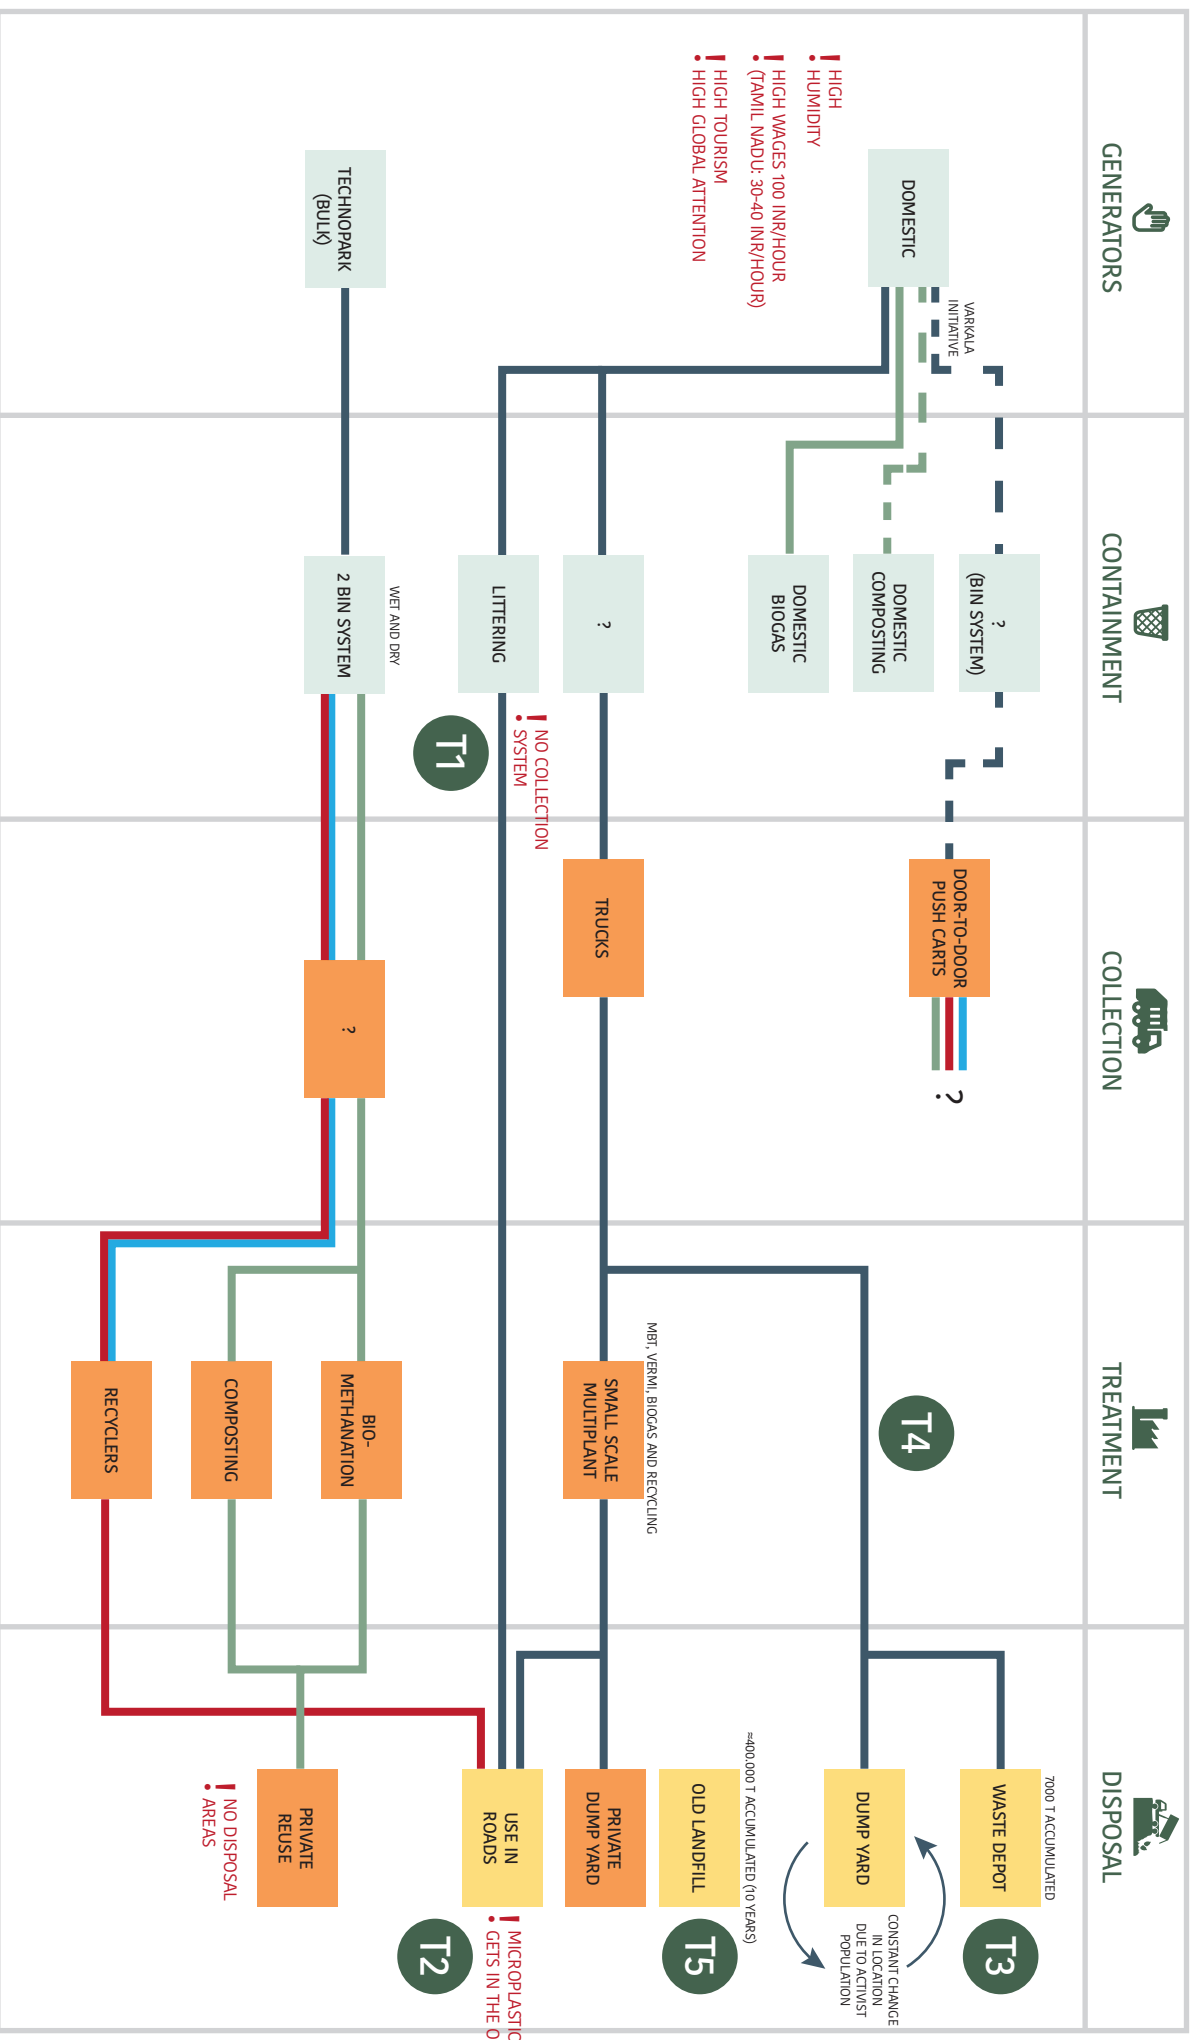 GENERATORS
CONTAINMENT
COLLECTION
TREATMENT
DISPOSAL
VARKALA
INITIATIVE
DOMESTIC
! HIGH
HUMIDITY
! HIGH WAGES 100 INR/HOUR
(TAMIL NADU: 30-40 INR/HOUR)
! HIGH TOURISM
! HIGH GLOBAL ATTENTION
TECHNOPARK
(BULK)
?
(BIN SYSTEM)
DOMESTIC
COMPOSTING
DOMESTIC
BIOGAS
?
LITTERING
! NO COLLECTION
SYSTEM
T1
WET AND DRY
2 BIN SYSTEM
DOOR-TO-DOOR
PUSH CARTS
?
TRUCKS
?
T4
MBT, VERMI, BIOGAS AND RECYCLING
SMALL SCALE
MULTIPLANT
BIO-
METHANATION
COMPOSTING
RECYCLERS
7000 T ACCUMULATED
WASTE DEPOT
T3
DUMP YARD
CONSTANT CHANGE
IN LOCATION
DUE TO ACTIVIST
POPULATION
≈400.000 T ACCUMULATED (10 YEARS)
OLD LANDFILL
T5
PRIVATE
DUMP YARD
USE IN
ROADS
! MICROPLASTIC
GETS IN THE O
T2
PRIVATE
REUSE
! NO DISPOSAL
AREAS